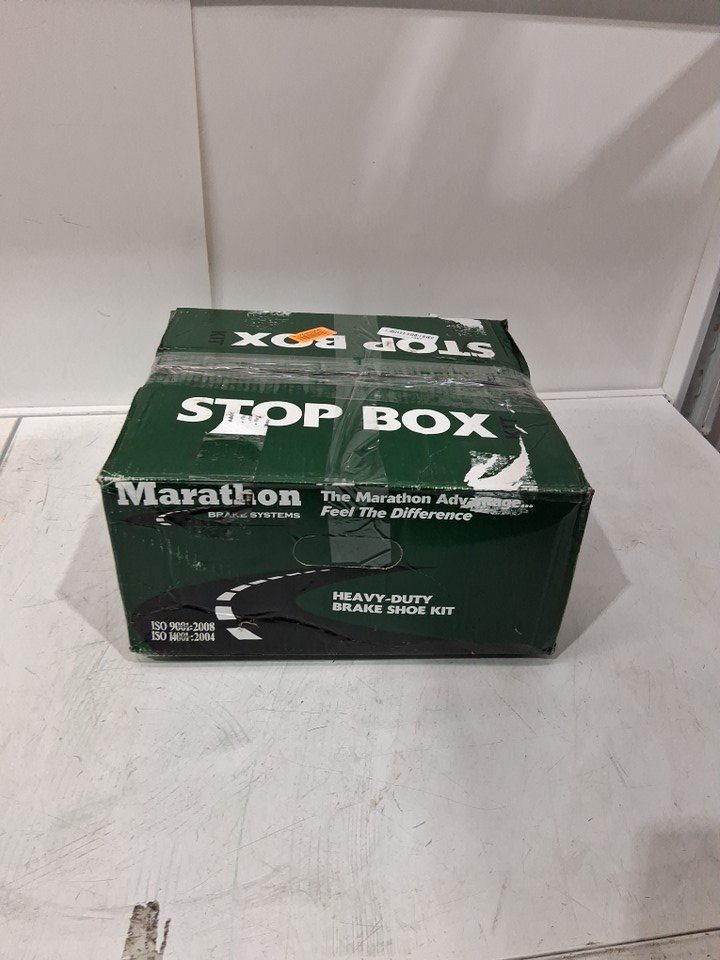 STOP BOX
KIT
STOP BOX
Marathon
BRAKE SYSTEMS
The Marathon Advantage...
Feel The Difference
HEAVY-DUTY
BRAKE SHOE KIT
ISO 9001:2008
ISO 14001:2004